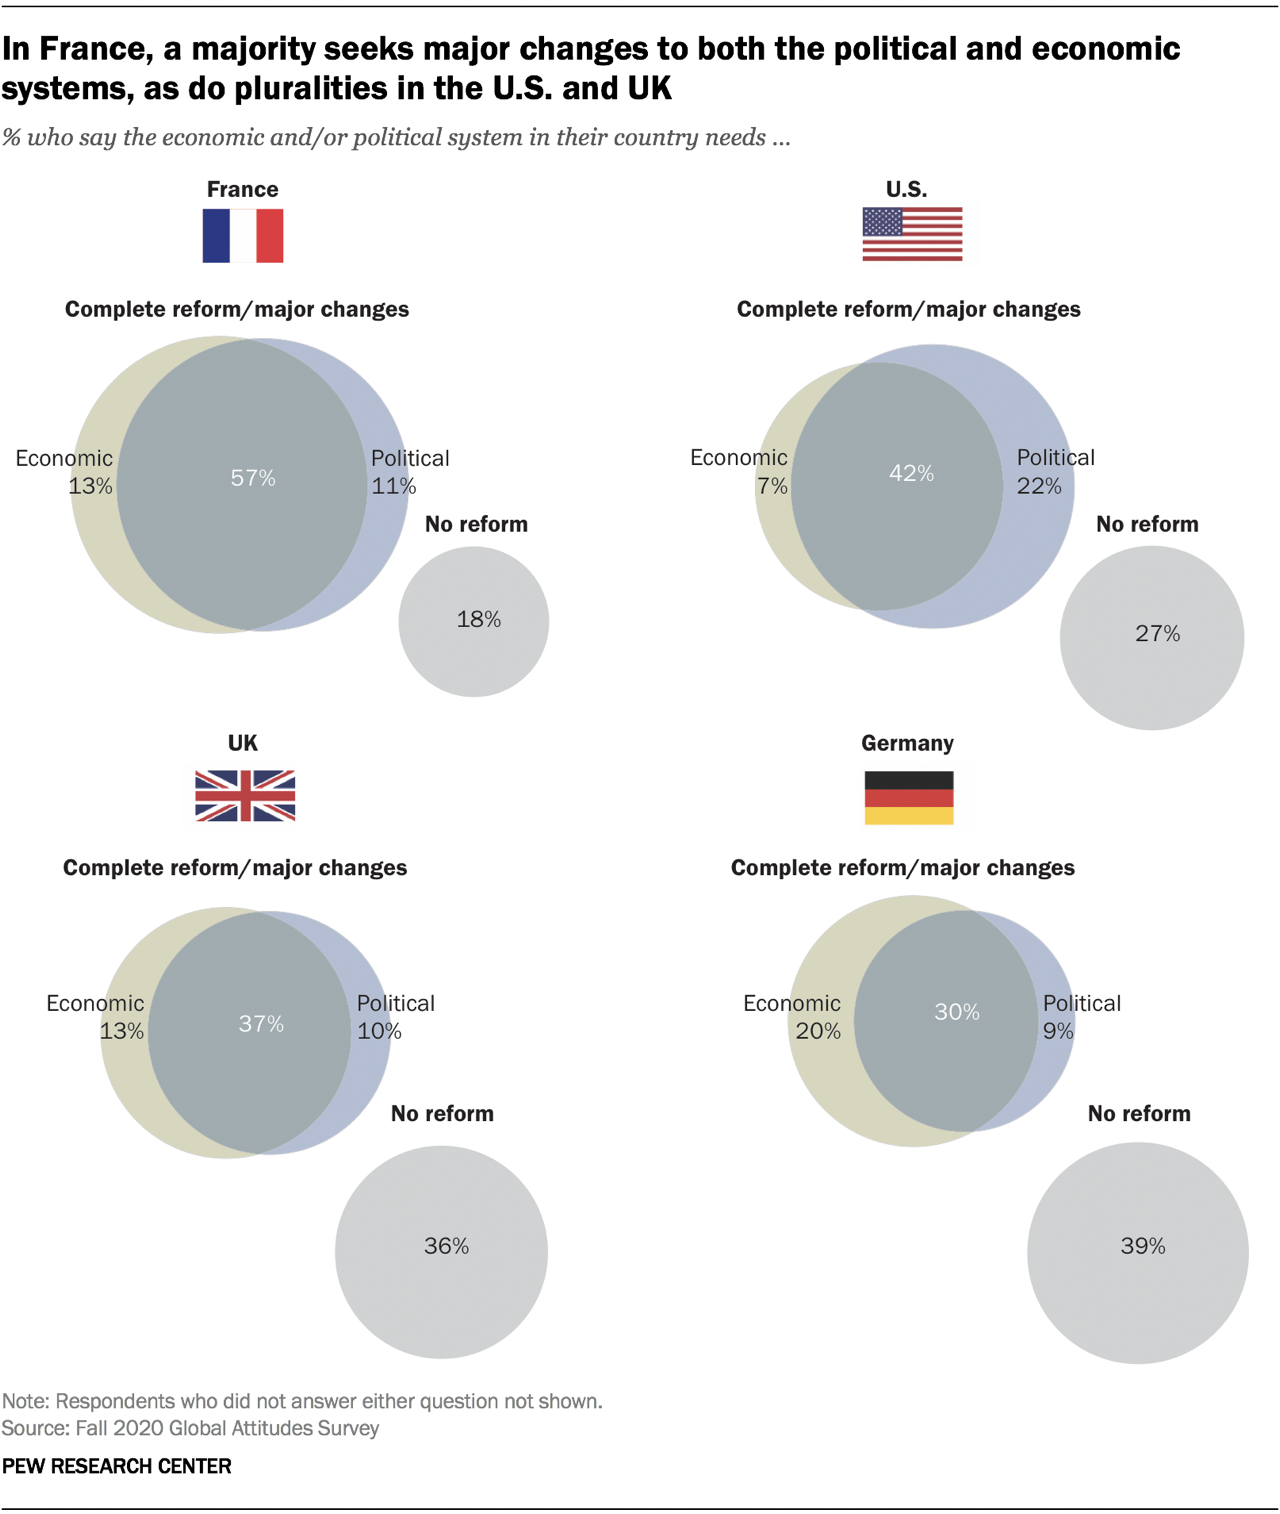 In France, a majority seeks major changes to both the political and economic
systems, as do pluralities in the U.S. and UK
% who say the economic and/or political system in their country needs ...
France
Complete reform/major changes
Economic
13%
57%
Political
11%
No reform
18%
U.S.
Complete reform/major changes
Economic
7%
42%
Political
22%
No reform
27%
UK
Complete reform/major changes
Economic
13%
37%
Political
10%
No reform
36%
Germany
Complete reform/major changes
Economic
20%
30%
Political
9%
No reform
39%
Note: Respondents who did not answer either question not shown.
Source: Fall 2020 Global Attitudes Survey
PEW RESEARCH CENTER